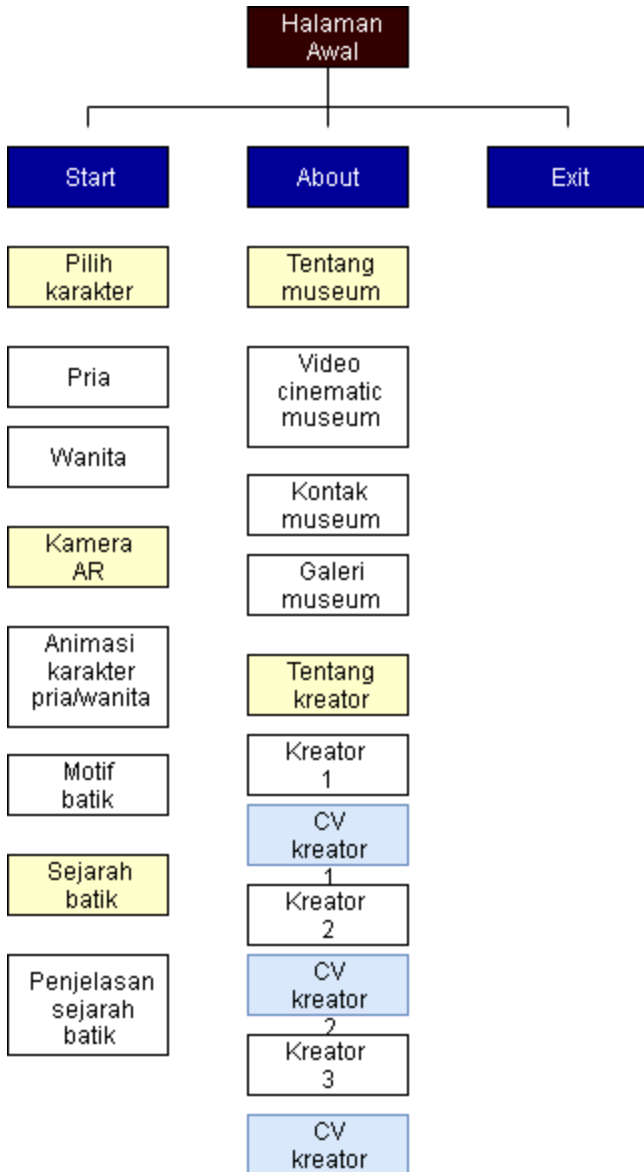 Halaman
Awal
Start
About
Exit
Pilih
karakter
Pria
Wanita
Kamera
AR
Animasi
karakter
pria/wanita
Motif
batik
Sejarah
batik
Penjelasan
sejarah
batik
Tentang
museum
Video
cinematic
museum
Kontak
museum
Galeri
museum
Tentang
kreator
Kreator
1
CV
kreator
1
Kreator
2
CV
kreator
2
Kreator
3
CV
kreator